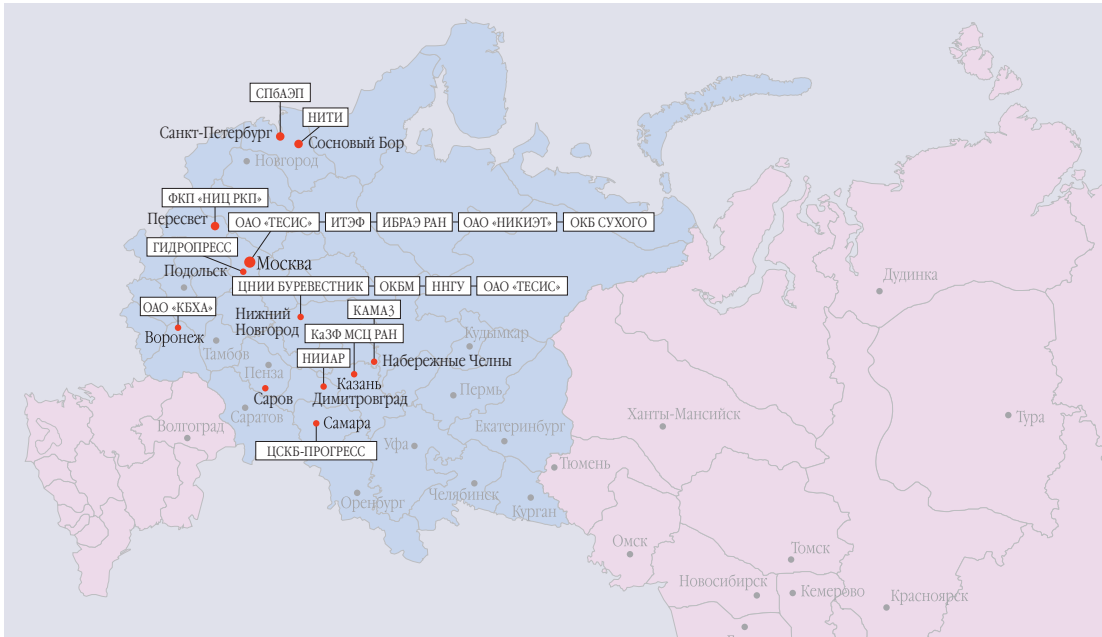 СПбАЭП
НИТИ
Санкт-Петербург
Сосновый Бор
Новгород
ФКП «НИЦ РКП»
Пересвет
ОАО «ТЕСИС»
ИТЭФ
ИБРАЭ РАН
ОАО «НИКИЭТ»
ОКБ СУХОГО
ГИДРОПРЕСС
Москва
Подольск
Дудинка
ЦНИИ БУРЕВЕСТНИК
ОКБМ
ННГУ
ОАО «ТЕСИС»
ОАО «КБХА»
КАМАЗ
Нижний
Новгород
КаЗФ МСЦ РАН
Кудымкар
Воронеж
Тамбов
НИИАР
Набережные Челны
Пенза
Казань
Пермь
Саров
Димитровград
Саратов
Ханты-Мансийск
Тура
Волгоград
Самара
Екатеринбург
ЦСКБ-ПРОГРЕСС
Уфа
Тюмень
Оренбург
Челябинск
Курган
Омск
Томск
Новосибирск
Кемерово
Красноярск